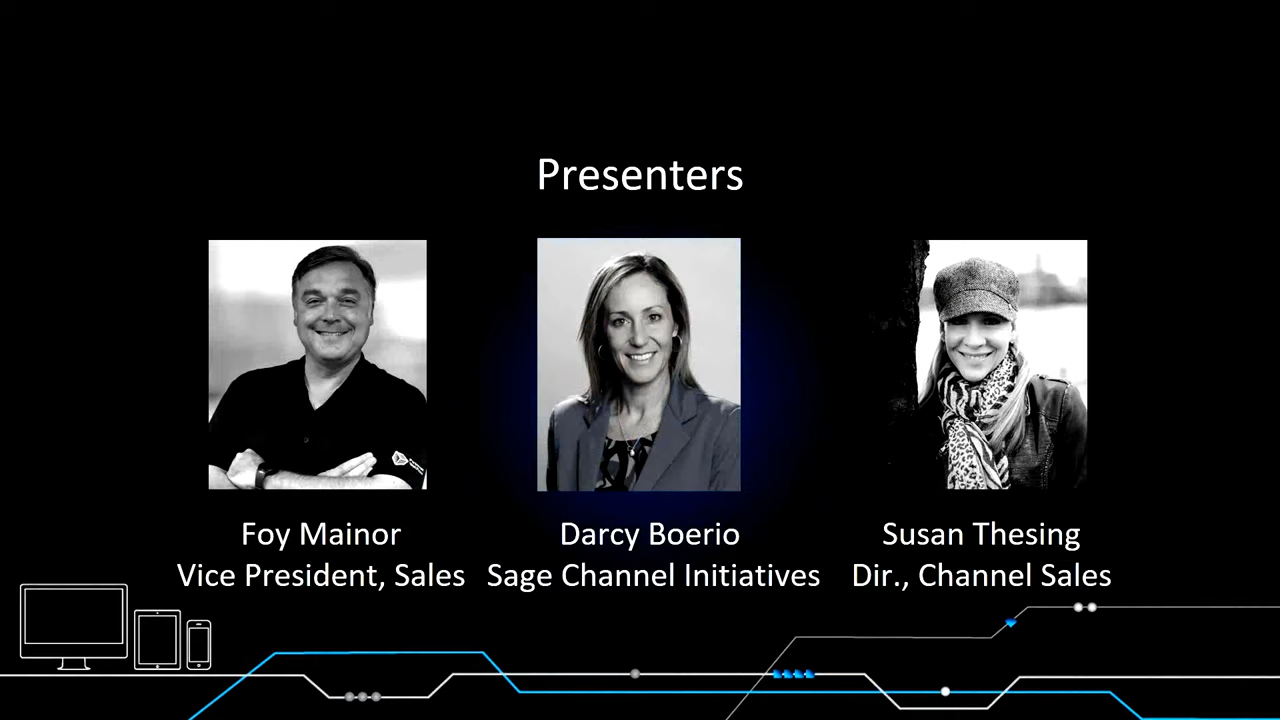 Presenters
Foy Mainor
Vice President, Sales
Darcy Boerio
Sage Channel Initiatives
Susan Thesing
Dir., Channel Sales